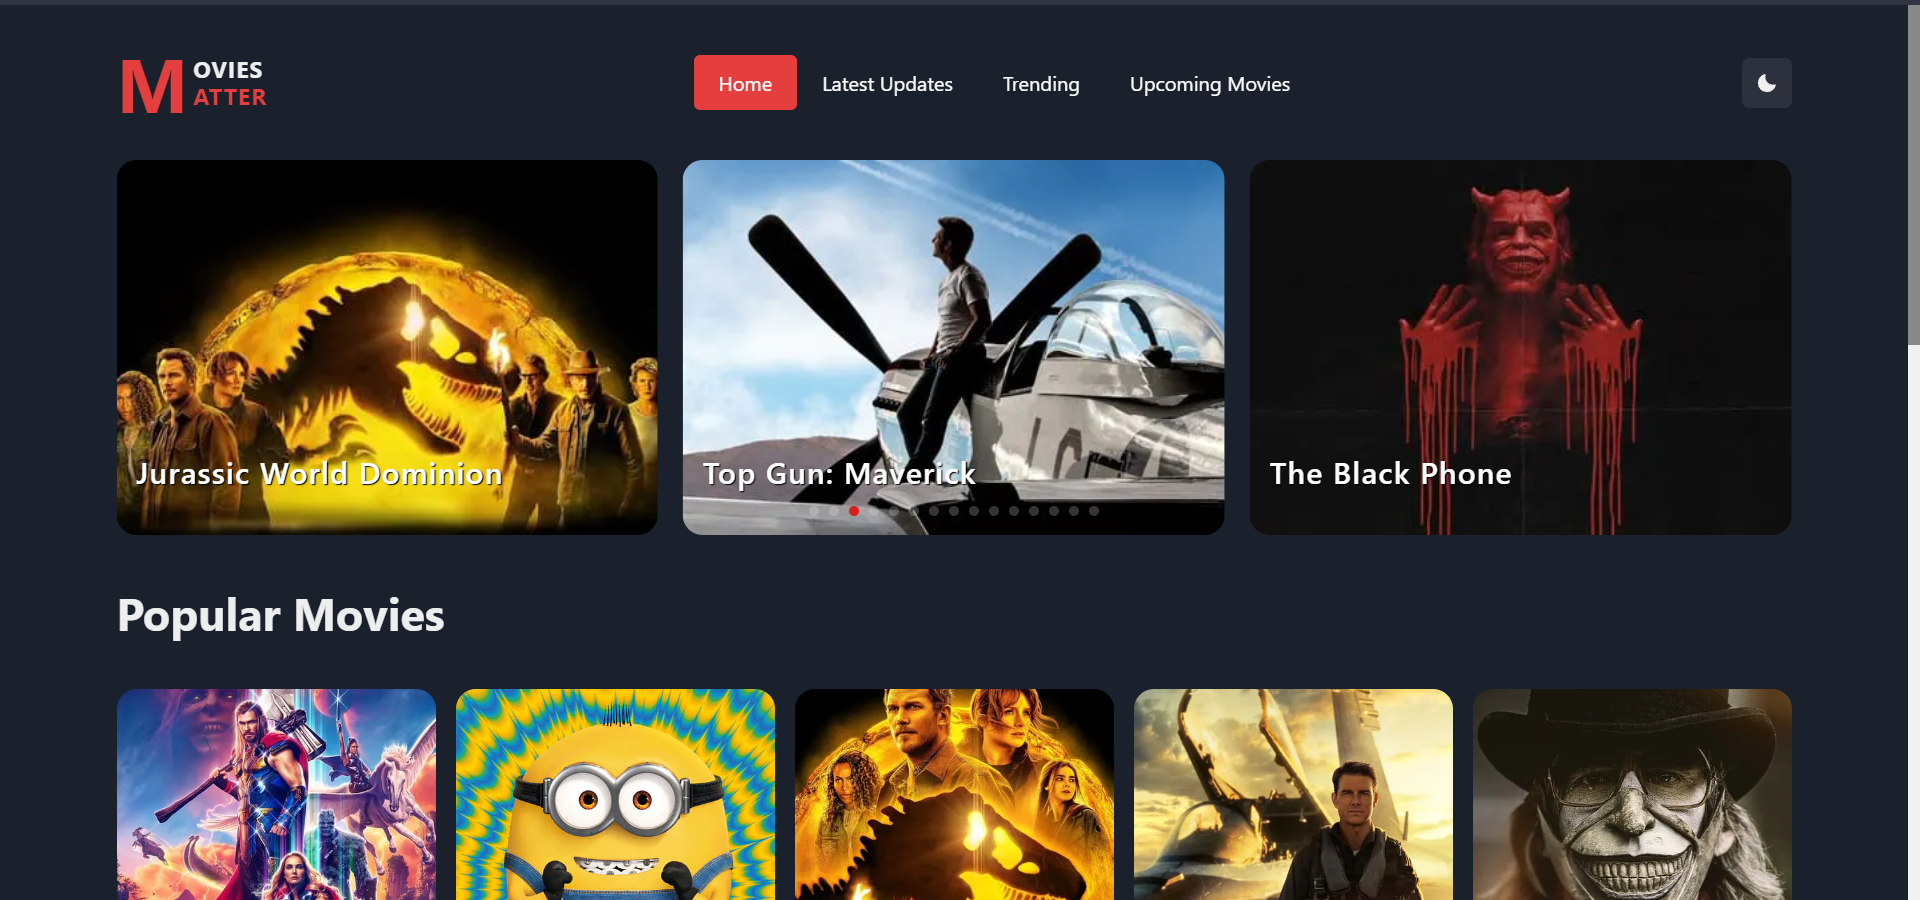 M OVIES
ATTER
Home
Latest Updates
Trending
Upcoming Movies
Jurassic World Dominion
Top Gun: Maverick
The Black Phone
Popular Movies